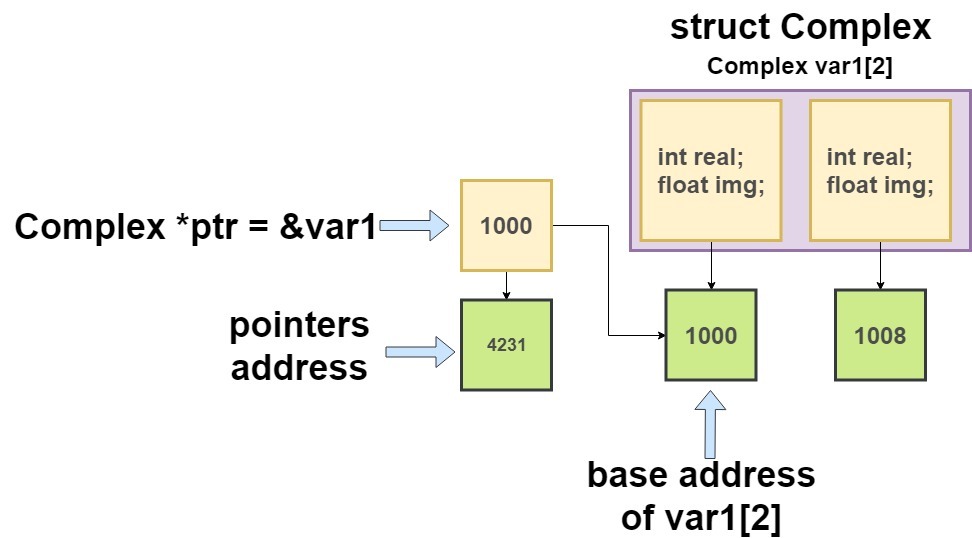 struct Complex
Complex var1[2]
int real;
float img;
int real;
float img;
Complex *ptr = &var1
1000
pointers
address
4231
1000
1008
base address
of var1[2]